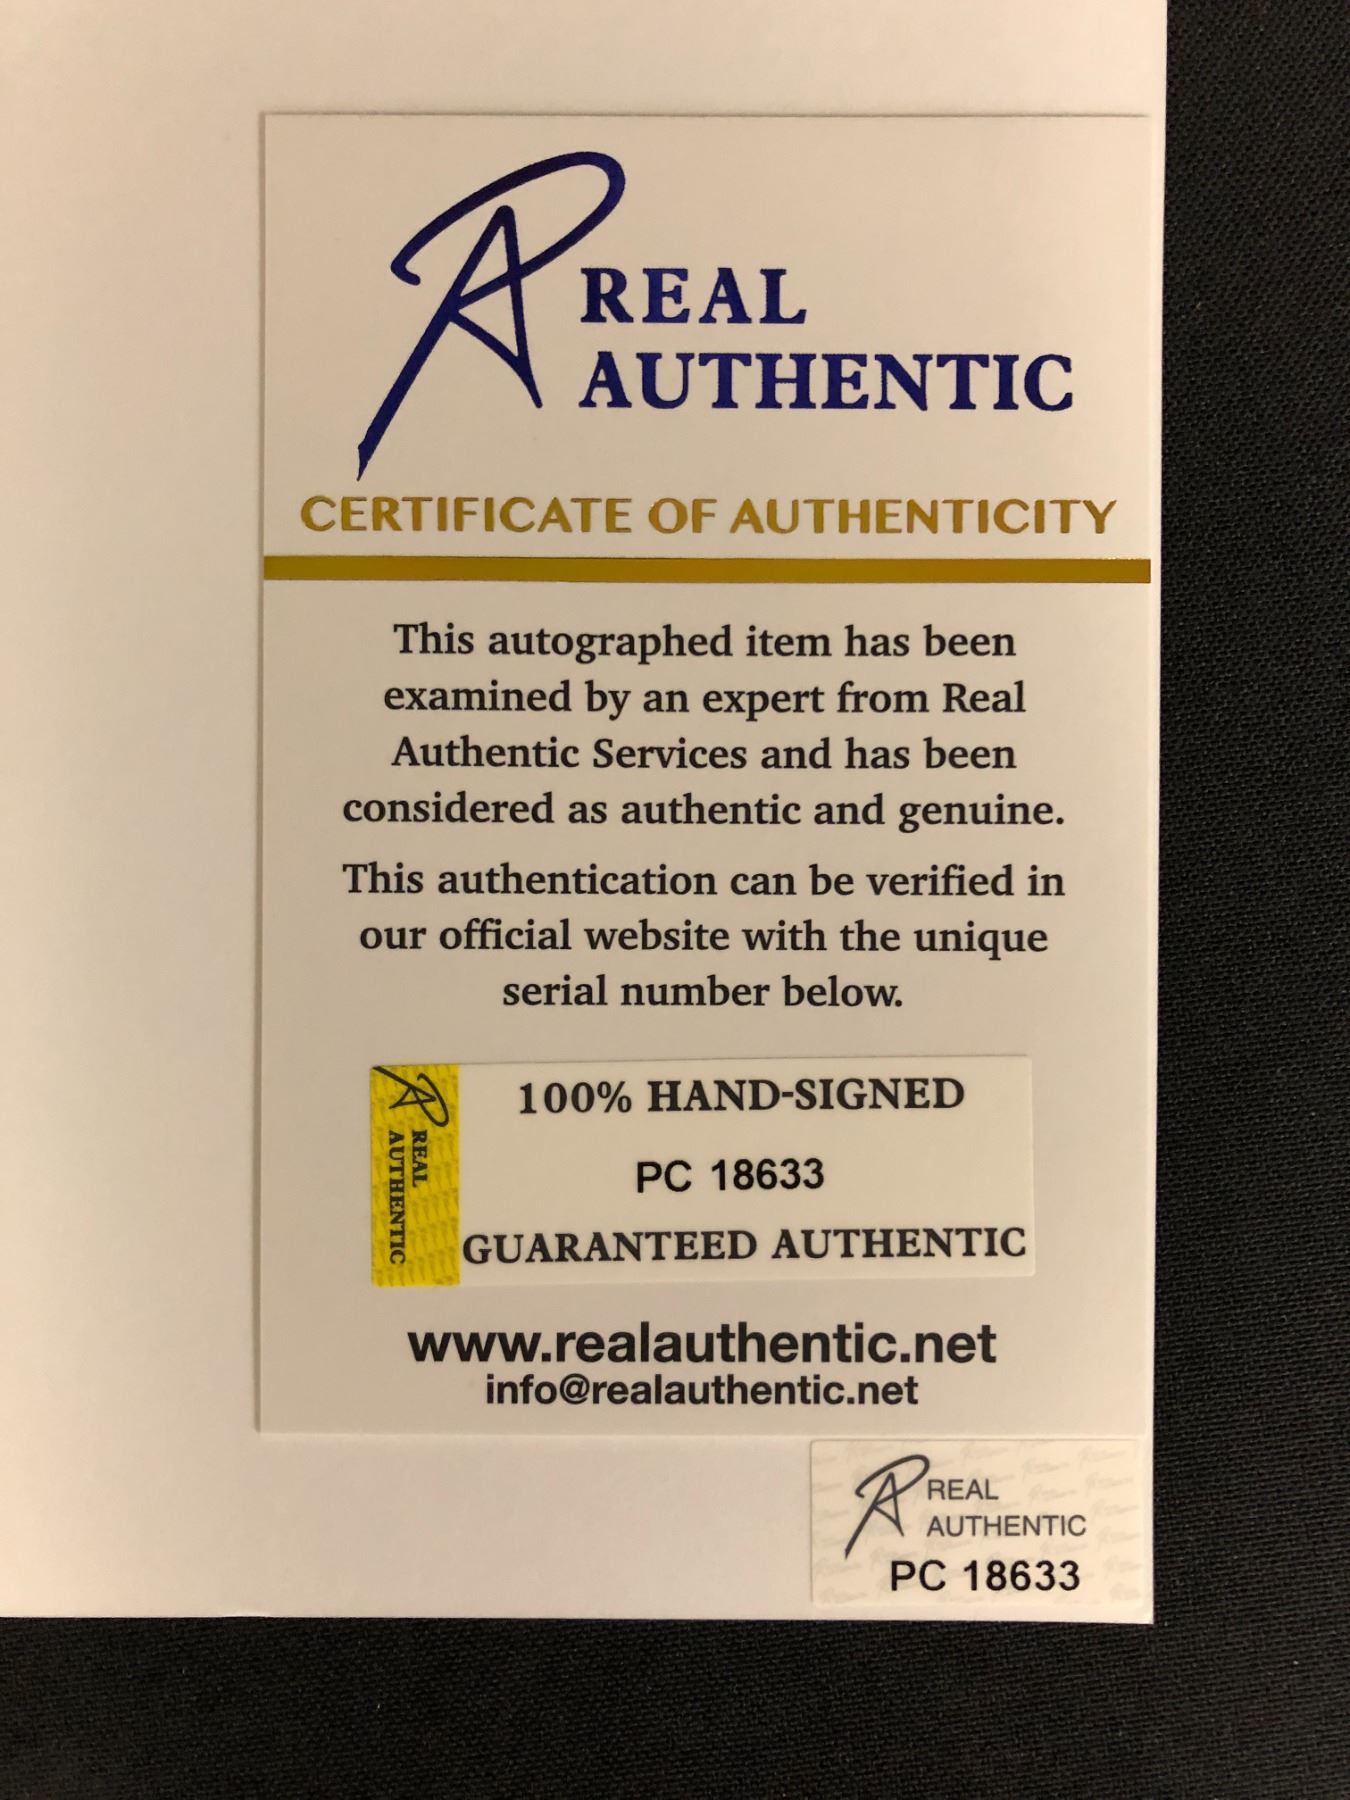 REAL
AUTHENTIC
CERTIFICATE OF AUTHENTICITY
This autographed item has been
examined by an expert from Real
Authentic Services and has been
considered as authentic and genuine.
This authentication can be verified in
our official website with the unique
serial number below.
REAL
AUTHENTIC
100% HAND-SIGNED
PC 18633
GUARANTEED AUTHENTIC
www.realauthentic.net
info@realauthentic.net
REAL
AUTHENTIC
PC 18633